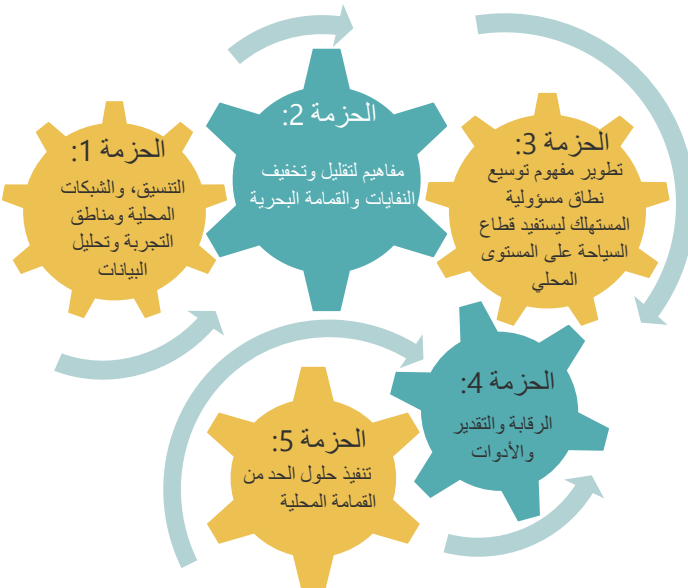 الحزمة 1:
التنسيق، والشبكات
المحلية ومناطق
التجربة وتحليل
البيانات
الحزمة 2:
مفاهيم لتقليل وتخفيف
النفايات والقمامة البحرية
الحزمة 3:
تطوير مفهوم توسيع
نطاق مسؤولية
المستهلك ليستفيد قطاع
السياحة على المستوى
المحلي
الحزمة 4:
الرقابة والتقدير
والأدوات
الحزمة 5:
تنفيذ حلول الحد من
القمامة المحلية